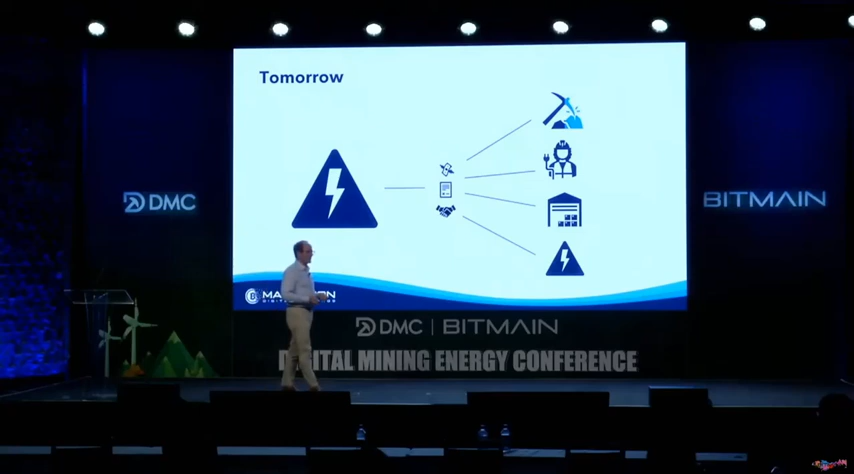 Tomorrow
DMC
BITMAIN
DMC | BITMAIN
DIGITAL MINING ENERGY CONFERENCE